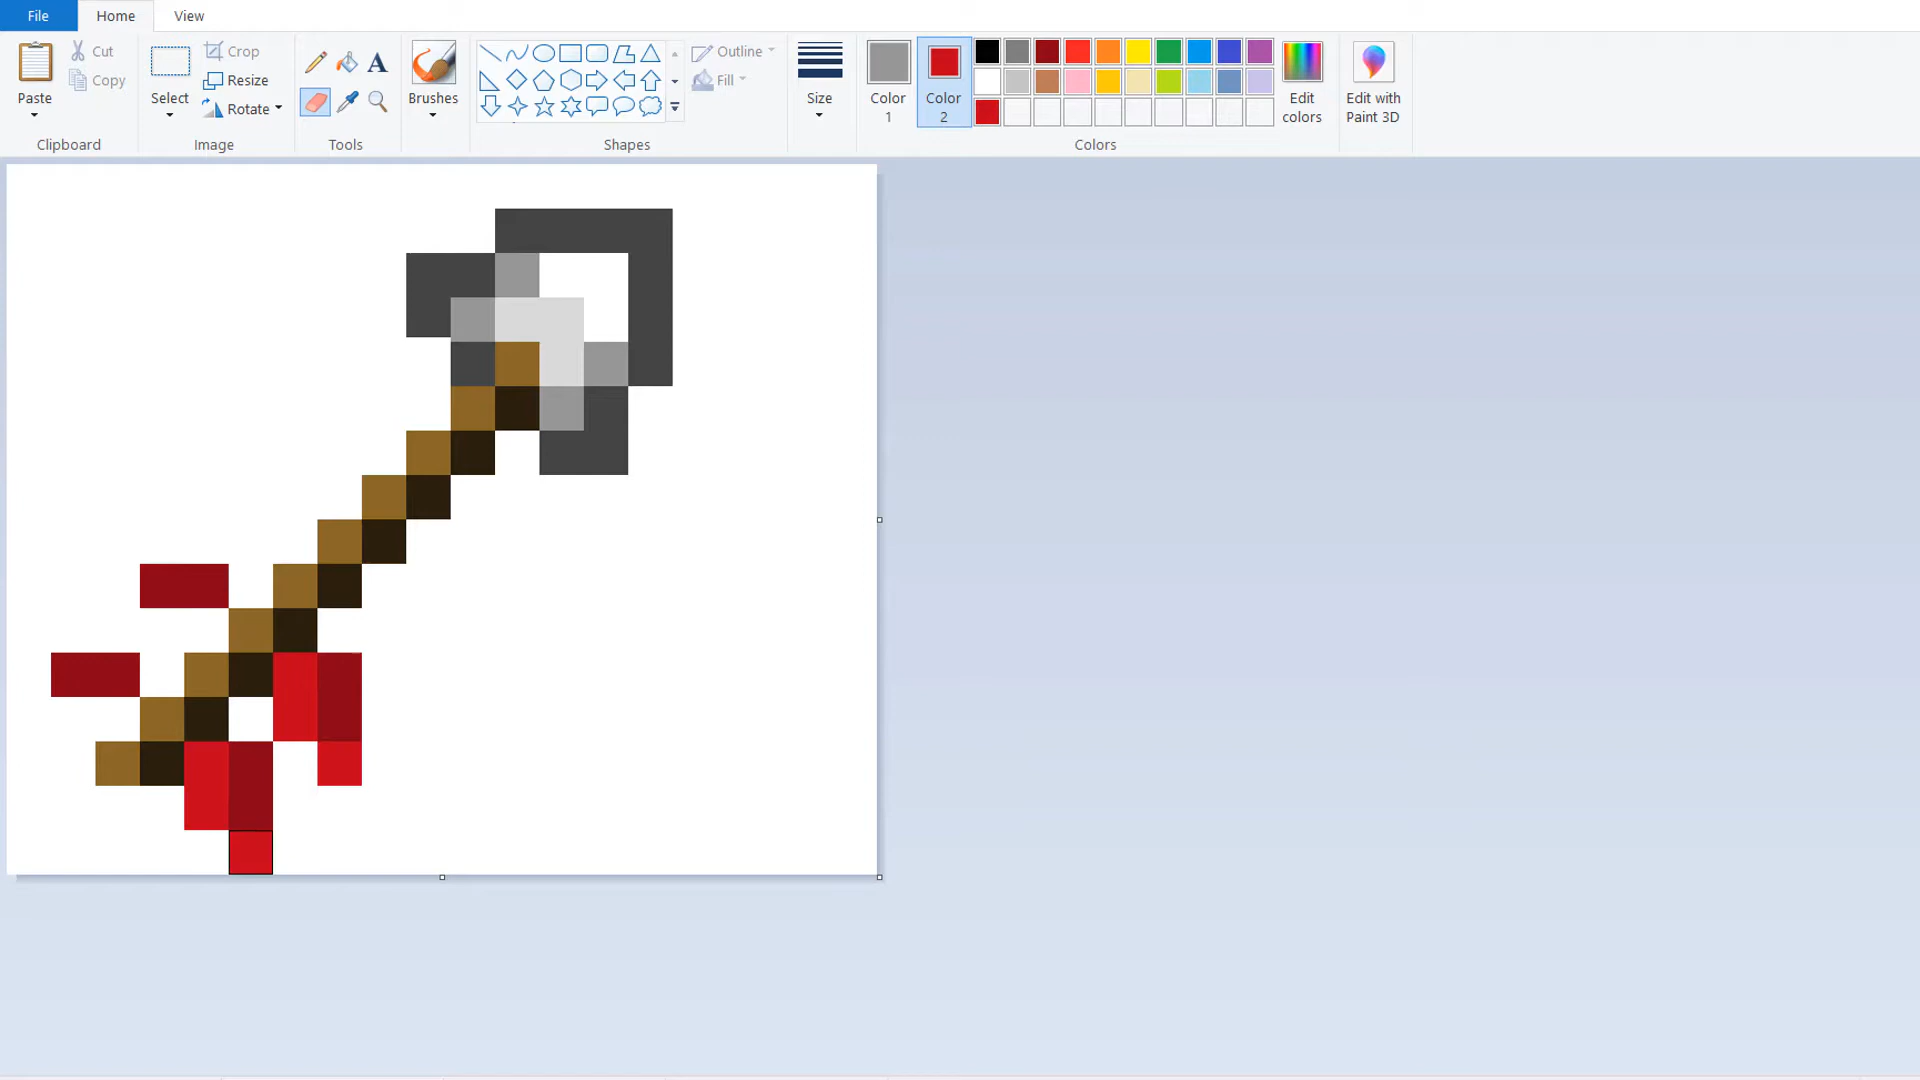 File Home View
Paste
Cut
Copy
Clipboard
Select
Crop
Resize
Rotate
Image
A
Tools
Brushes
Outline
Fill
Shapes
Size
Color 1
Color 2
Edit colors
Colors
Edit with Paint 3D